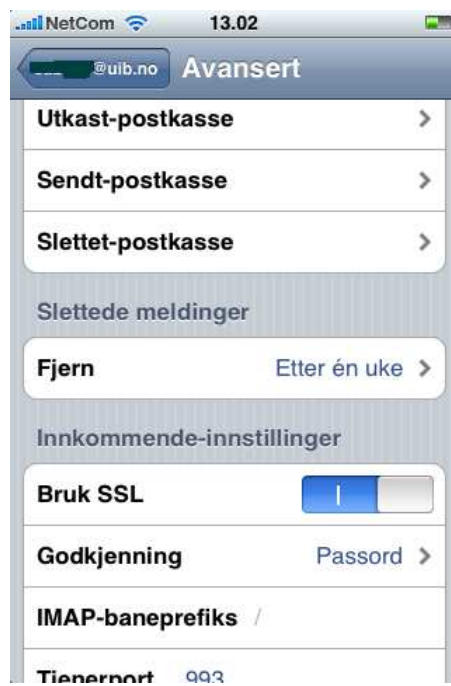 NetCom 13.02
@uib.no Avansert
Utkast-postkasse
Sendt-postkasse
Slettet-postkasse
Slettede meldinger
Fjern Etter én uke
Innkommende-innstillinger
Bruk SSL
Godkjenning Passord
IMAP-baneprefiks /
Tjenerport 993